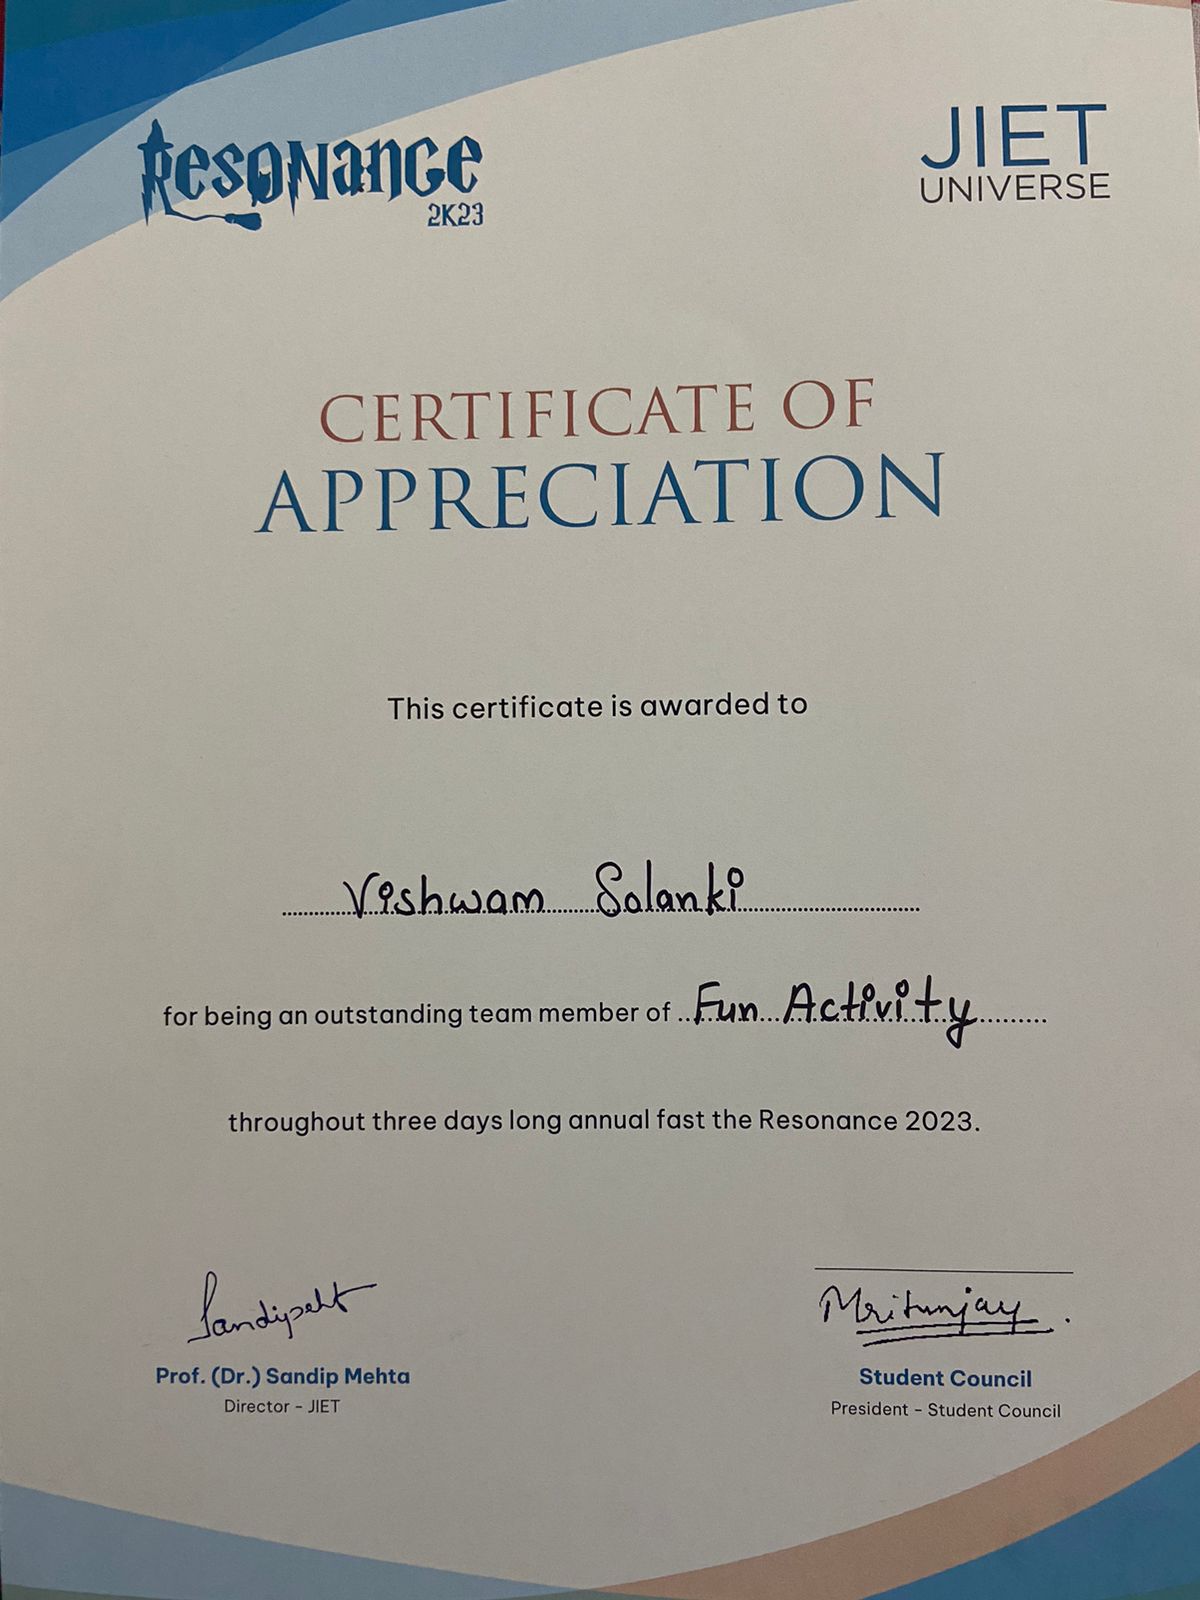 Resonance
2K23
JIET
UNIVERSE
CERTIFICATE OF
APPRECIATION
This certificate is awarded to
Vishwam Solanki
for being an outstanding team member of Fun Activity
throughout three days long annual fast the Resonance 2023.
Mritunjay.
Prof. (Dr.) Sandip Mehta
Director - JIET
Student Council
President - Student Council